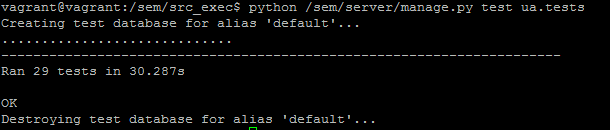 vagrant@vagrant:/sem/src_exec$ python /sem/server/manage.py test ua.tests
Creating test database for alias 'default'...
.............................
----------------------------------------------------------------------
Ran 29 tests in 30.287s
OK
Destroying test database for alias 'default'...